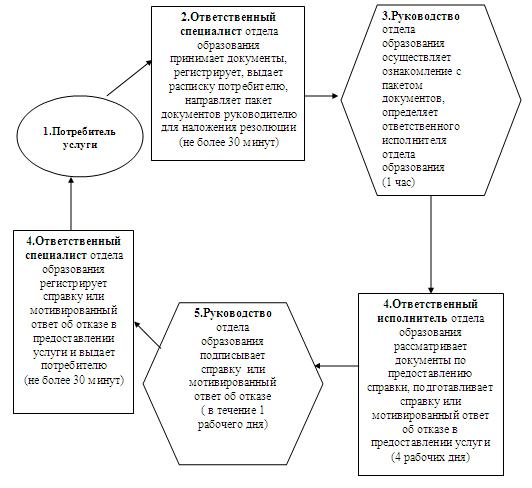 1.Потребитель
услуги
2.Ответственный
специалист отдела
образования
принимает документы,
регистрирует, выдает
расписку потребителю,
направляет пакет
документов руководителю
для наложения резолюции
(не более 30 минут)
3.Руководство
отдела
образования
осуществляет
ознакомление с
пакетом
документов,
определяет
ответственного
исполнителя
отдела
образования
(1 час)
4.Ответственный
исполнитель отдела
образования
рассматривает
документы по
предоставлению
справки, подготавливает
справку или
мотивированный ответ
об отказе в
предоставлении услуги
(4 рабочих дня)
5.Руководство
отдела
образования
подписывает
справку или
мотивированный
ответ об отказе
( в течение 1
рабочего дня)
4.Ответственный
специалист отдела
образования
регистрирует
справку или
мотивированный
ответ об отказе в
предоставлении
услуги и выдает
потребителю
(не более 30 минут)